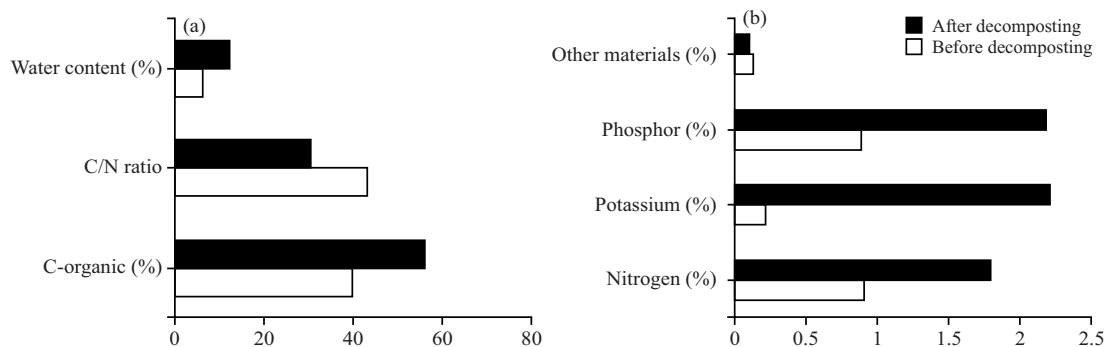 (a)
Water content (%)
C/N ratio
C-organic (%)
0 20 40 60 80
(b)
After decomposting
Before decomposting
Other materials (%)
Phosphor (%)
Potassium (%)
Nitrogen (%)
0 0.5 1 1.5 2 2.5